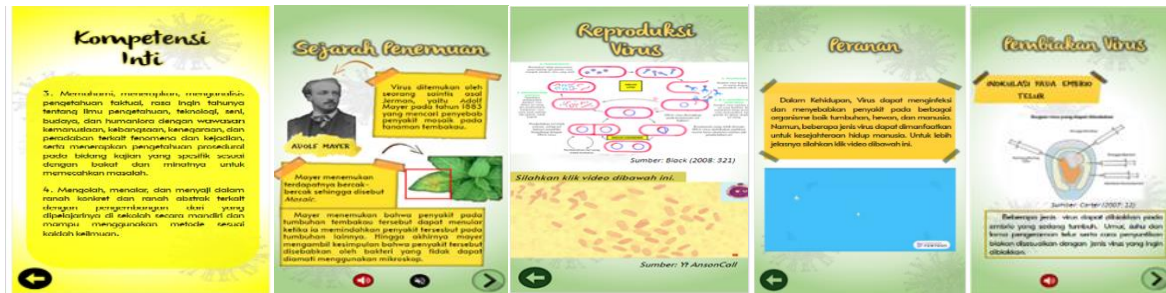 Kompetensi
Inti
3. Memahami, menerapkan, menganalisis
pengetahuan faktual, rasa ingin tahunya
tentang ilmu pengetahuan, teknologi, seni,
budaya, dan humaniora dengan wawasan
kemanusiaan, kebangsaan, kenegaraan, dan
peradaban terkait fenomena dan kejadian,
serta menerapkan pengetahuan prosedural
pada bidang kajian yang spesifik sesuai
dengan bakat dan minatnya untuk
memecahkan masalah.
4. Mengolah, menalar, dan menyaji dalam
ranah konkret dan ranah abstrak terkait
dengan pengembangan dari yang
dipelajarinya di sekolah secara mandiri dan
mampu menggunakan metode sesuai
kaidah keilmuan.
Sejarah Penemuan
Virus ditemukan oleh
seorang saintis asal
Jerman, yaitu Adolf
Mayer pada tahun 1883
yang mencari penyebab
penyakit mosaik pada
tanaman tembakau.
ADOLF MAYER
Mayer menemukan
terdapatnya bercak-
bercak sehingga disebut
Mosaic.
Mayer menemukan bahwa penyakit pada
tumbuhan tembakau tersebut dapat menular
ketika ia memindahkan penyakit tersebut pada
tumbuhan lainnya. Hingga akhirnya mayer
mengambil kesimpulan bahwa penyakit tersebut
disebabkan oleh bakteri yang tidak dapat
diamati menggunakan mikroskop.
Reproduksi
Virus
Sumber: Black (2008: 321)
Silahkan klik video dibawah ini.
Sumber: Yt AnsonCall
Peranan
Dalam Kehidupan, Virus dapat menginfeksi
dan menyebabkan penyakit pada berbagai
organisme baik tumbuhan, hewan, dan manusia.
Namun, beberapa jenis virus dapat dimanfaatkan
untuk kesejahteraan hidup manusia. Untuk lebih
jelasnya silahkan klik video dibawah ini.
Pembiakan Virus
INOKULASI PADA EMBRIO
TELUR
Sumber: Carter (2007: 12)
Beberapa jenis virus dapat dibiakkan pada
embrio yang sedang tumbuh. Umur, suhu dan
lama pengeraman telur serta cara penyuntikan
biakan disesuaikan dengan jenis virus yang ingin
dibiakkan.